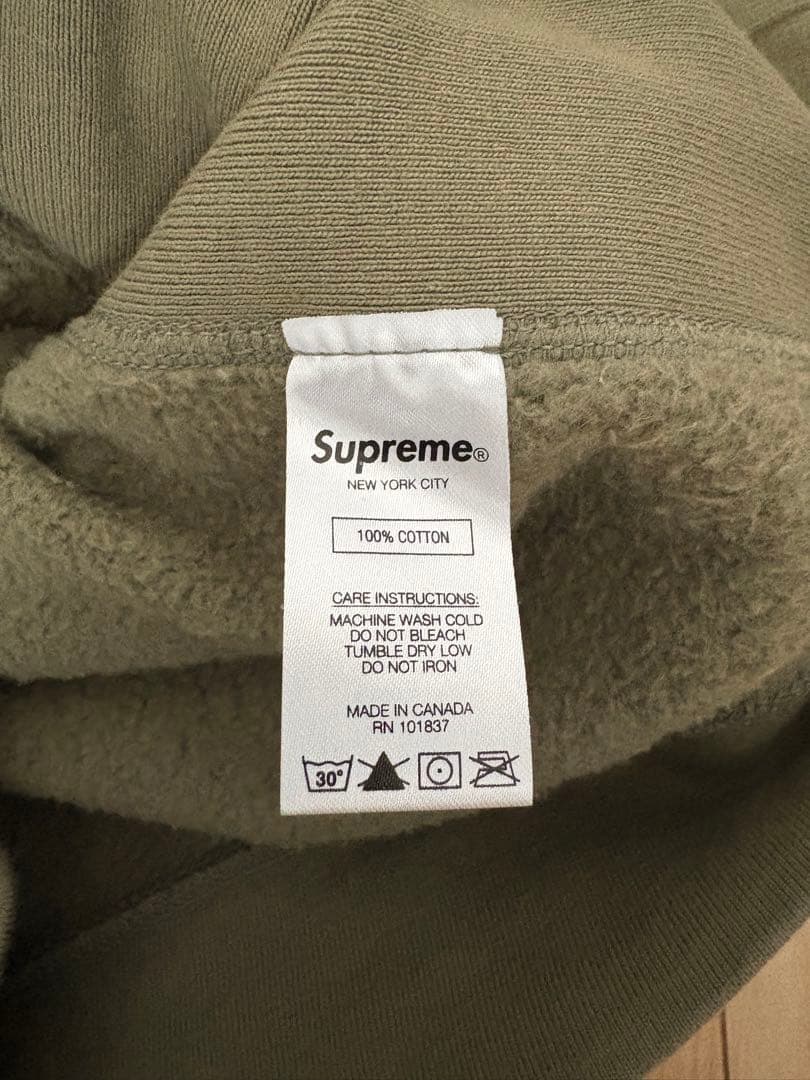 Supreme®
NEW YORK CITY
100% COTTON
CARE INSTRUCTIONS:
MACHINE WASH COLD
DO NOT BLEACH
TUMBLE DRY LOW
DO NOT IRON
MADE IN CANADA
RN 101837
30°